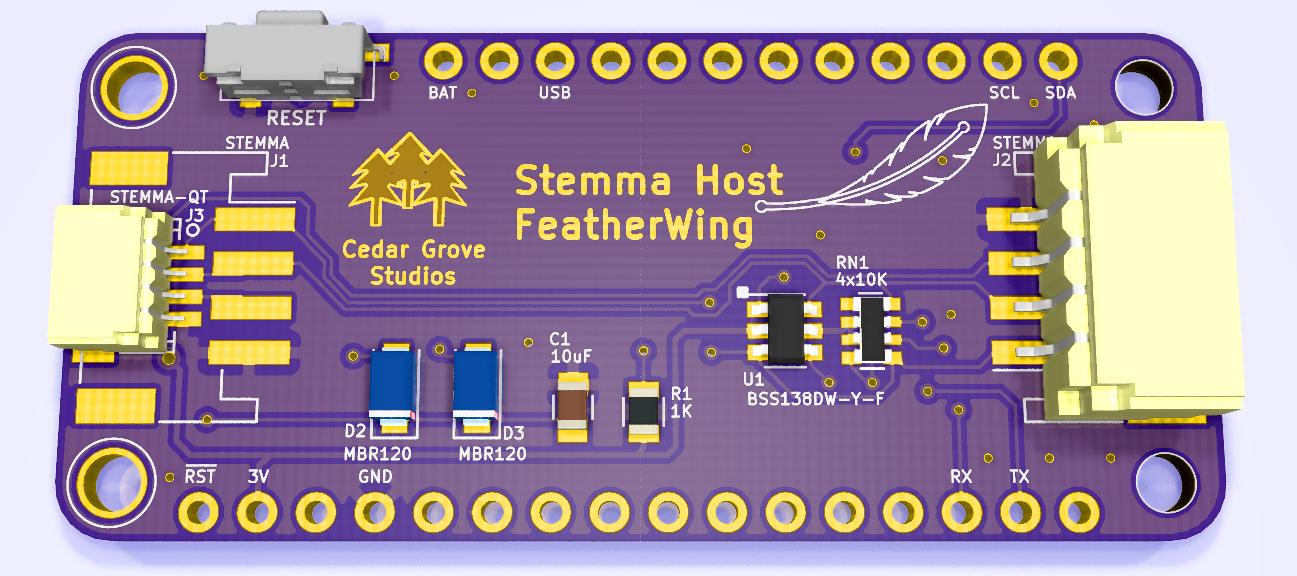 BAT
USB
SCL
SDA
RESET
STEMMA
J1
STEMMA
J2
STEMMA-QT
J3
Stemma Host
FeatherWing
Cedar Grove
Studios
RN1
4x10K
C1
10uF
U1
BSS138DW-Y-F
R1
1K
D2
MBR120
D3
MBR120
RST
3V
GND
RX
TX